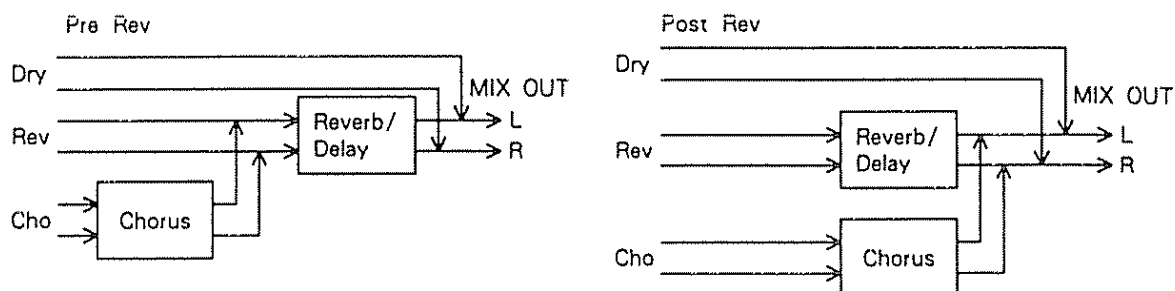 Pre Rev
Dry
MIX OUT
Rev
Reverb/
Delay
L
R
Cho
Chorus
Post Rev
Dry
MIX OUT
Rev
Reverb/
Delay
L
R
Cho
Chorus